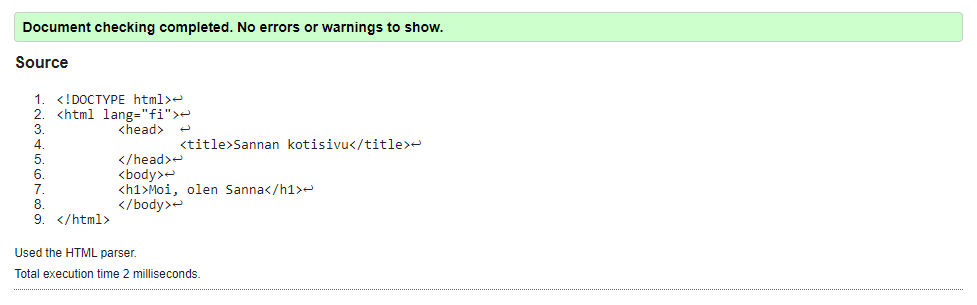 Document checking completed. No errors or warnings to show.
Source
1. <!DOCTYPE html>↩
2. <html lang="fi">↩
3. <head> ↩
4. <title>Sannan kotisivu</title>↩
5. </head>↩
6. <body>↩
7. <h1>Moi, olen Sanna</h1>↩
8. </body>↩
9. </html>
Used the HTML parser.
Total execution time 2 milliseconds.